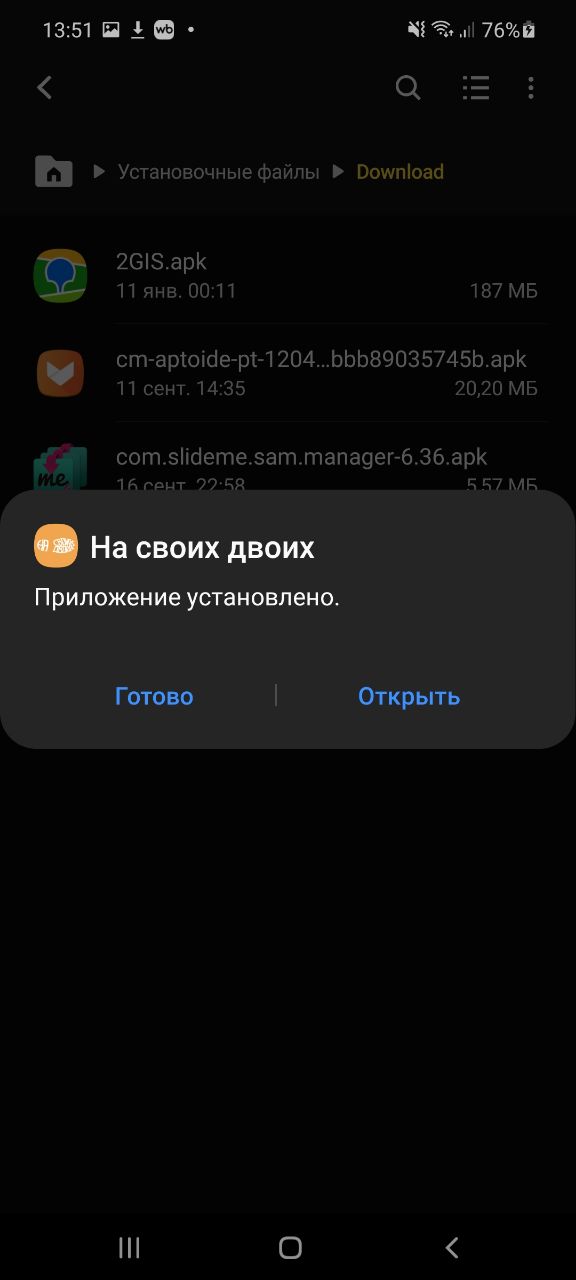 13:51 wb 76%
Установочные файлы Download
2GIS.apk
11 янв. 00:11 187 МБ
cm-aptoide-pt-1204...bbb89035745b.apk
11 сент. 14:35 20,20 МБ
me
com.slideme.sam.manager-6.36.apk
16 сент. 22:58 5,57 МБ
На своих двоих
Приложение установлено.
Готово Открыть